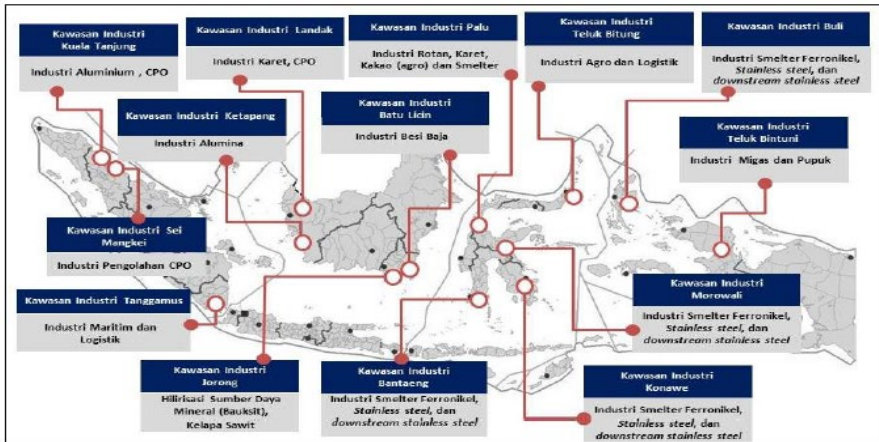 Kawasan Industri
Kuala Tanjung
Industri Aluminium , CPO
Kawasan Industri Landak
Industri Karet, CPO
Kawasan Industri Palu
Industri Rotan, Karet,
Kakao (agro) dan Smelter
Kawasan Industri
Teluk Bitung
Industri Agro dan Logistik
Kawasan Industri Buli
Industri Smelter Ferronikel,
Stainless steel, dan
downstream stainless steel
Kawasan Industri Ketapang
Industri Alumina
Kawasan Industri
Batu Licin
Industri Besi Baja
Kawasan Industri
Teluk Bintuni
Industri Migas dan Pupuk
Kawasan Industri Sei
Mangkei
Industri Pengolahan CPO
Kawasan Industri Tanggamus
Industri Maritim dan
Logistik
Kawasan Industri
Morowali
Industri Smelter Ferronikel,
Stainless steel, dan
downstream stainless steel
Kawasan Industri
Jorong
Hilirisasi Sumber Daya
Mineral (Bauksit),
Kelapa Sawit
Kawasan Industri
Bantaeng
Industri Smelter Ferronikel,
Stainless steel, dan
downstream stainless steel
Kawasan Industri
Konawe
Industri Smelter Ferronikel,
Stainless steel, dan
downstream stainless steel